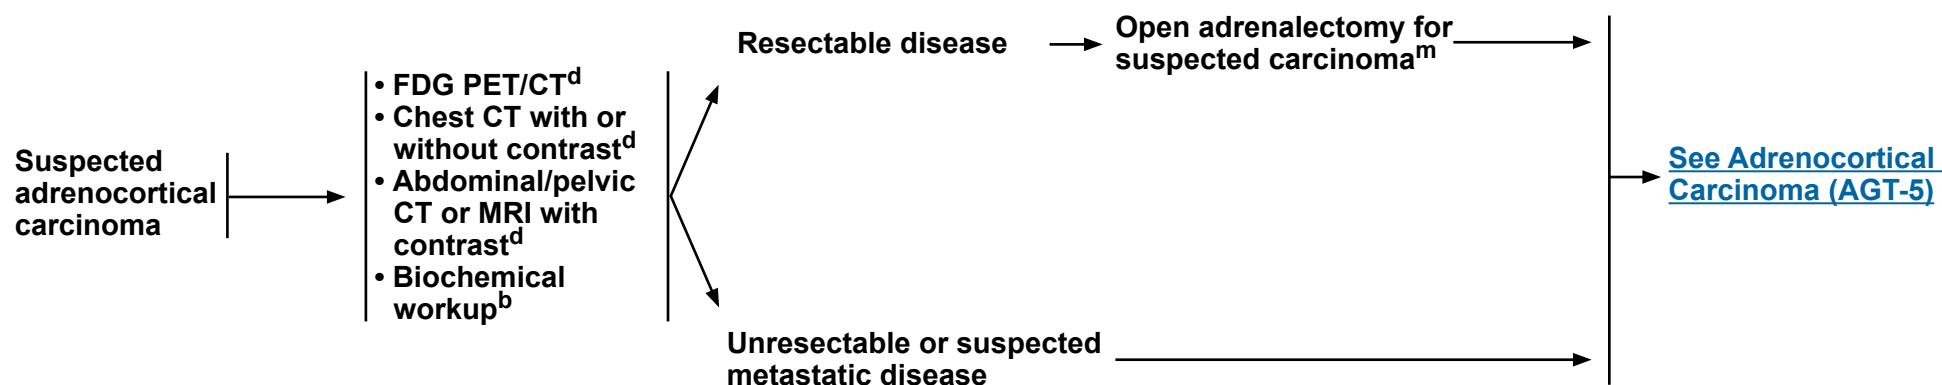 Suspected
adrenocortical
carcinoma
• FDG PET/CTd
• Chest CT with or
without contrastd
• Abdominal/pelvic
CT or MRI with
contrastd
• Biochemical
workupb
Resectable disease
Open adrenalectomy for
suspected carcinomam
Unresectable or suspected
metastatic disease
See Adrenocortical
Carcinoma (AGT-5)